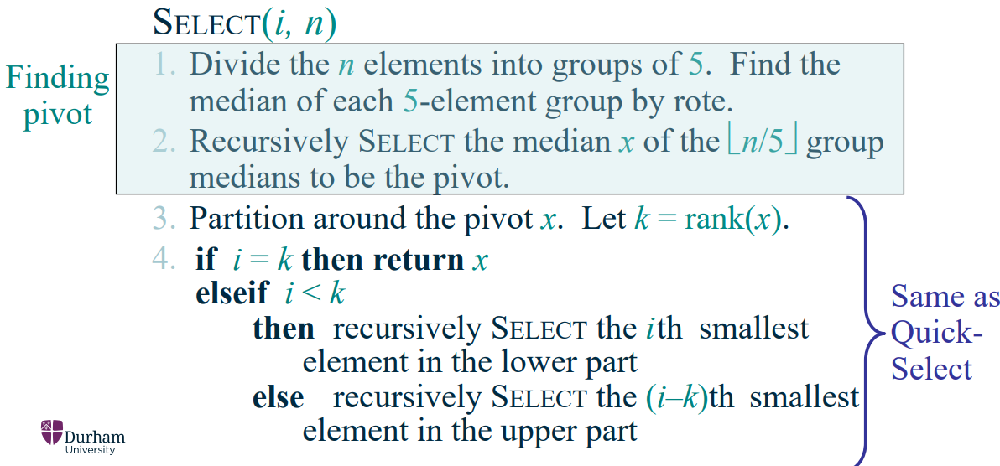 SELECT(i, n)
Finding
pivot
1. Divide the n elements into groups of 5. Find the
median of each 5-element group by rote.
2. Recursively SELECT the median x of the ⌊n/5⌋ group
medians to be the pivot.
3. Partition around the pivot x. Let k = rank(x).
4. if i = k then return x
elseif i < k
then recursively SELECT the ith smallest
element in the lower part
else recursively SELECT the (i–k)th smallest
element in the upper part
Same as
Quick-
Select
Durham
University